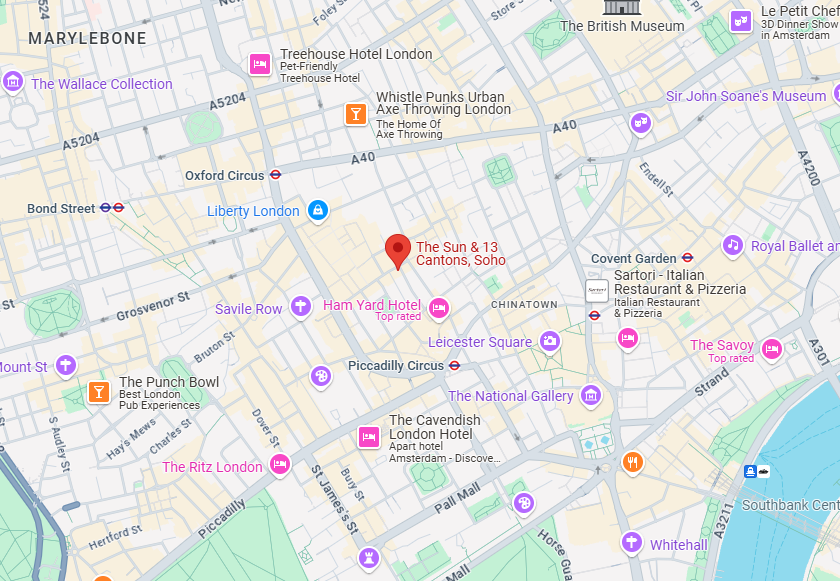 Foley St
Store St
The British Museum
Le Petit Chef
3D Dinner Show
in Amsterdam
MARYLEBONE
Treehouse Hotel London
Pet-Friendly
Treehouse Hotel
The Wallace Collection
Whistle Punks Urban
Axe Throwing London
The Home Of
Axe Throwing
Sir John Soane's Museum
A5204
A5204
A40
A40
A4200
Oxford Circus
Endell St
Bond Street
Liberty London
The Sun & 13
Cantons, Soho
Royal Ballet an
Covent Garden
Sartori - Italian
Restaurant & Pizzeria
Italian Restaurant
& Pizzeria
Grosvenor St
St
Savile Row
Ham Yard Hotel
Top rated
CHINATOWN
Leicester Square
The Savoy
Top rated
A301
Bruton St
Mount St
Piccadilly Circus
Strand
The Punch Bowl
Best London
Pub Experiences
The National Gallery
S Audley St
Hay's Mews
Charles St
Dover St
The Cavendish
London Hotel
Apart hotel
Amsterdam - Discove…
The Ritz London
St James's St
Bury St
Pall Mall
Piccadilly
A3211
Southbank Cent
Hertford St
Horse Gua
Whitehall
Mall